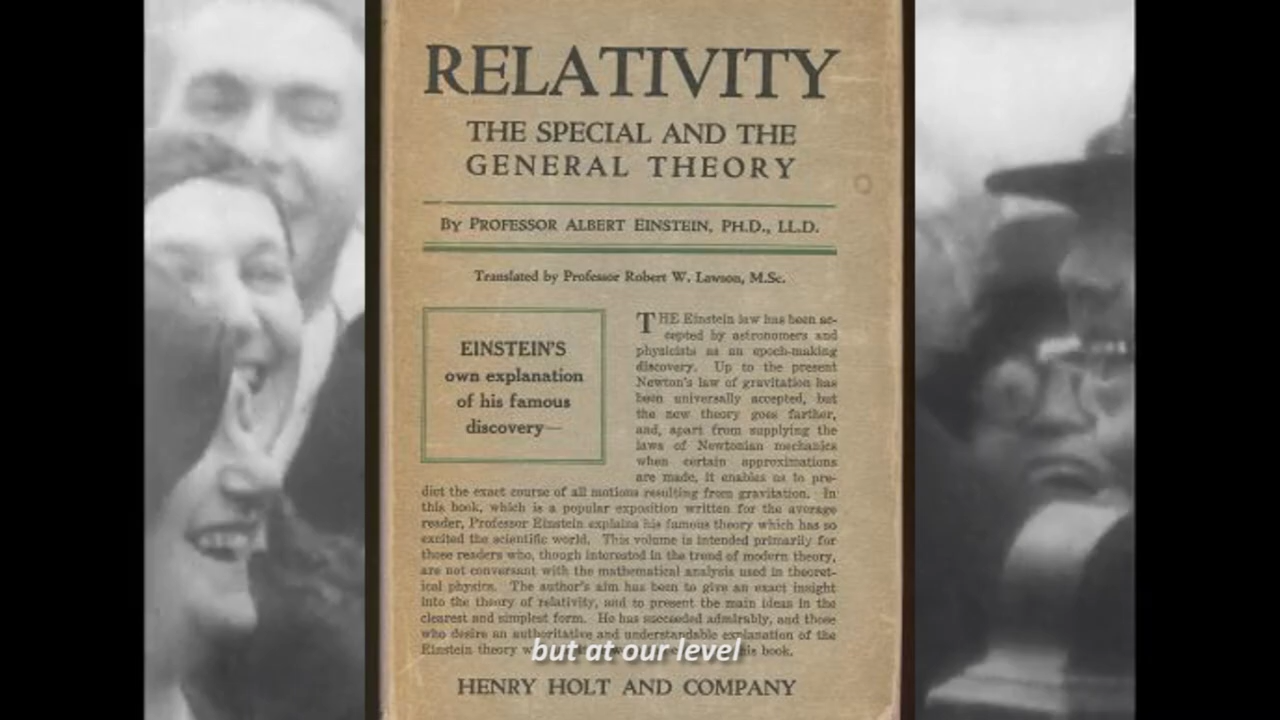 RELATIVITY
THE SPECIAL AND THE
GENERAL THEORY
By PROFESSOR ALBERT EINSTEIN, PH.D., LL.D.
Translated by Professor Robert W. Lawson, M.Sc.
EINSTEIN'S
own explanation
of his famous
discovery—
THE Einstein law has been ac-
cepted by astronomers and
physicists as an epoch-making
discovery. Up to the present
Newton's law of gravitation has
been universally accepted, but
the new theory goes farther,
and, apart from supplying the
laws of Newtonian mechanics
when certain approximations
are made, it enables us to pre-
dict the exact course of all motions resulting from gravitation. In
this book, which is a popular exposition written for the average
reader, Professor Einstein explains his famous theory which has so
excited the scientific world. This volume is intended primarily for
those readers who, though interested in the trend of modern theory,
are not conversant with the mathematical analysis used in theoret-
ical physics. The author's aim has been to give an exact insight
into the theory of relativity, and to present the main ideas in the
clearest and simplest form. He has succeeded admirably, and those
who desire an authoritative and understandable explanation of the
Einstein theory this book.
but at our level
HENRY HOLT AND COMPANY